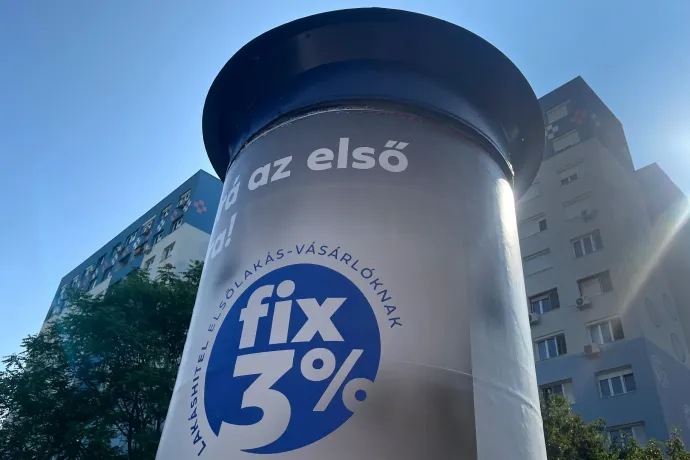 az első
LAKÁSHITEL ELSŐLAKÁS-VÁSÁRLÓKNAK
fix
3%